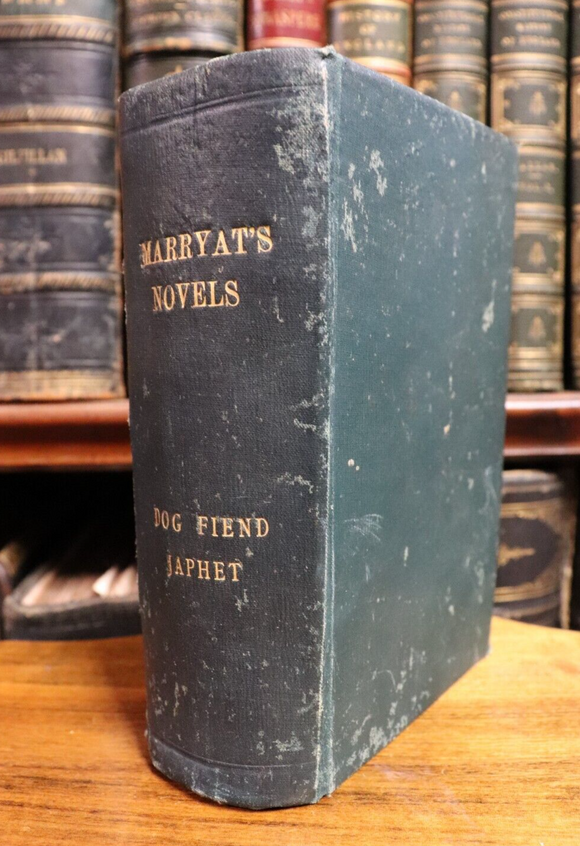 MARRYAT'S
NOVELS
DOG FIEND
JAPHET